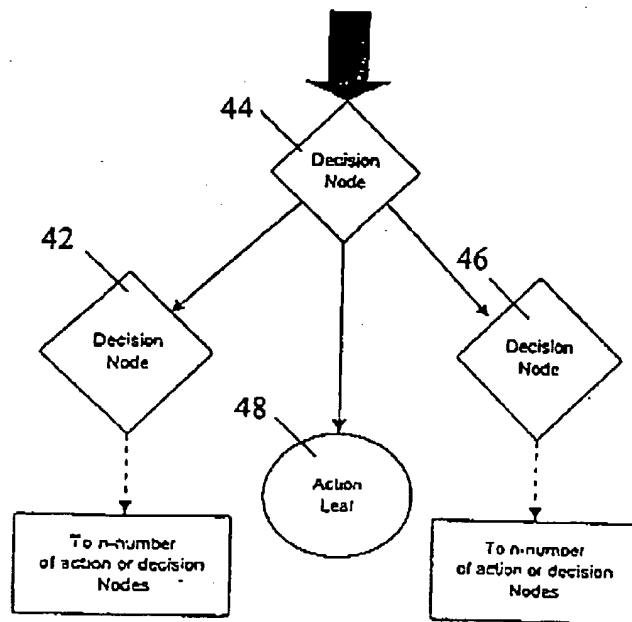 44
Decision
Node
42
Decision
Node
46
Decision
Node
48
Action
Leaf
To n-number
of action or decision
Nodes
To n-number
of action or decision
Nodes